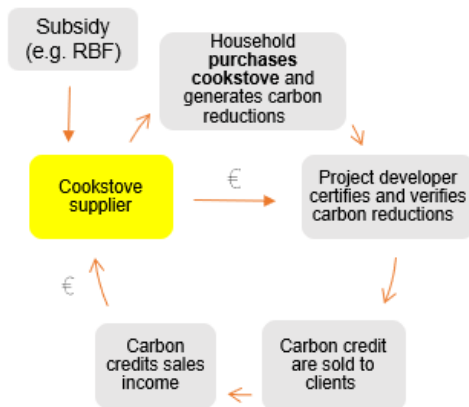 Subsidy
(e.g. RBF)
Household
purchases
cookstove and
generates carbon
reductions
Cookstove
supplier
€
Project developer
certifies and verifies
carbon reductions
€
Carbon
credits sales
income
Carbon credit
are sold to
clients